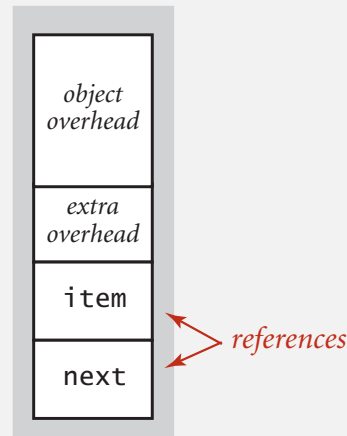 object
overhead
extra
overhead
item
references
next